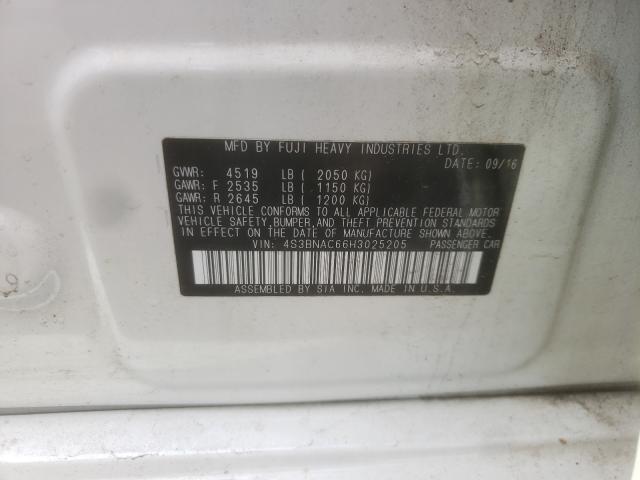 MFD BY FUJI HEAVY INDUSTRIES LTD.
DATE: 09/16
GVWR: 4519 LB ( 2050 KG)
GAWR: F 2535 LB ( 1150 KG)
GAWR: R 2645 LB ( 1200 KG)
THIS VEHICLE CONFORMS TO ALL APPLICABLE FEDERAL MOTOR
VEHICLE SAFETY,BUMPER,AND THEFT PREVENTION STANDARDS
IN EFFECT ON THE DATE OF MANUFACTURE SHOWN ABOVE.
VIN: 4S3BNAC66H3025205 PASSENGER CAR
ASSEMBLED BY SIA INC. MADE IN U.S.A.